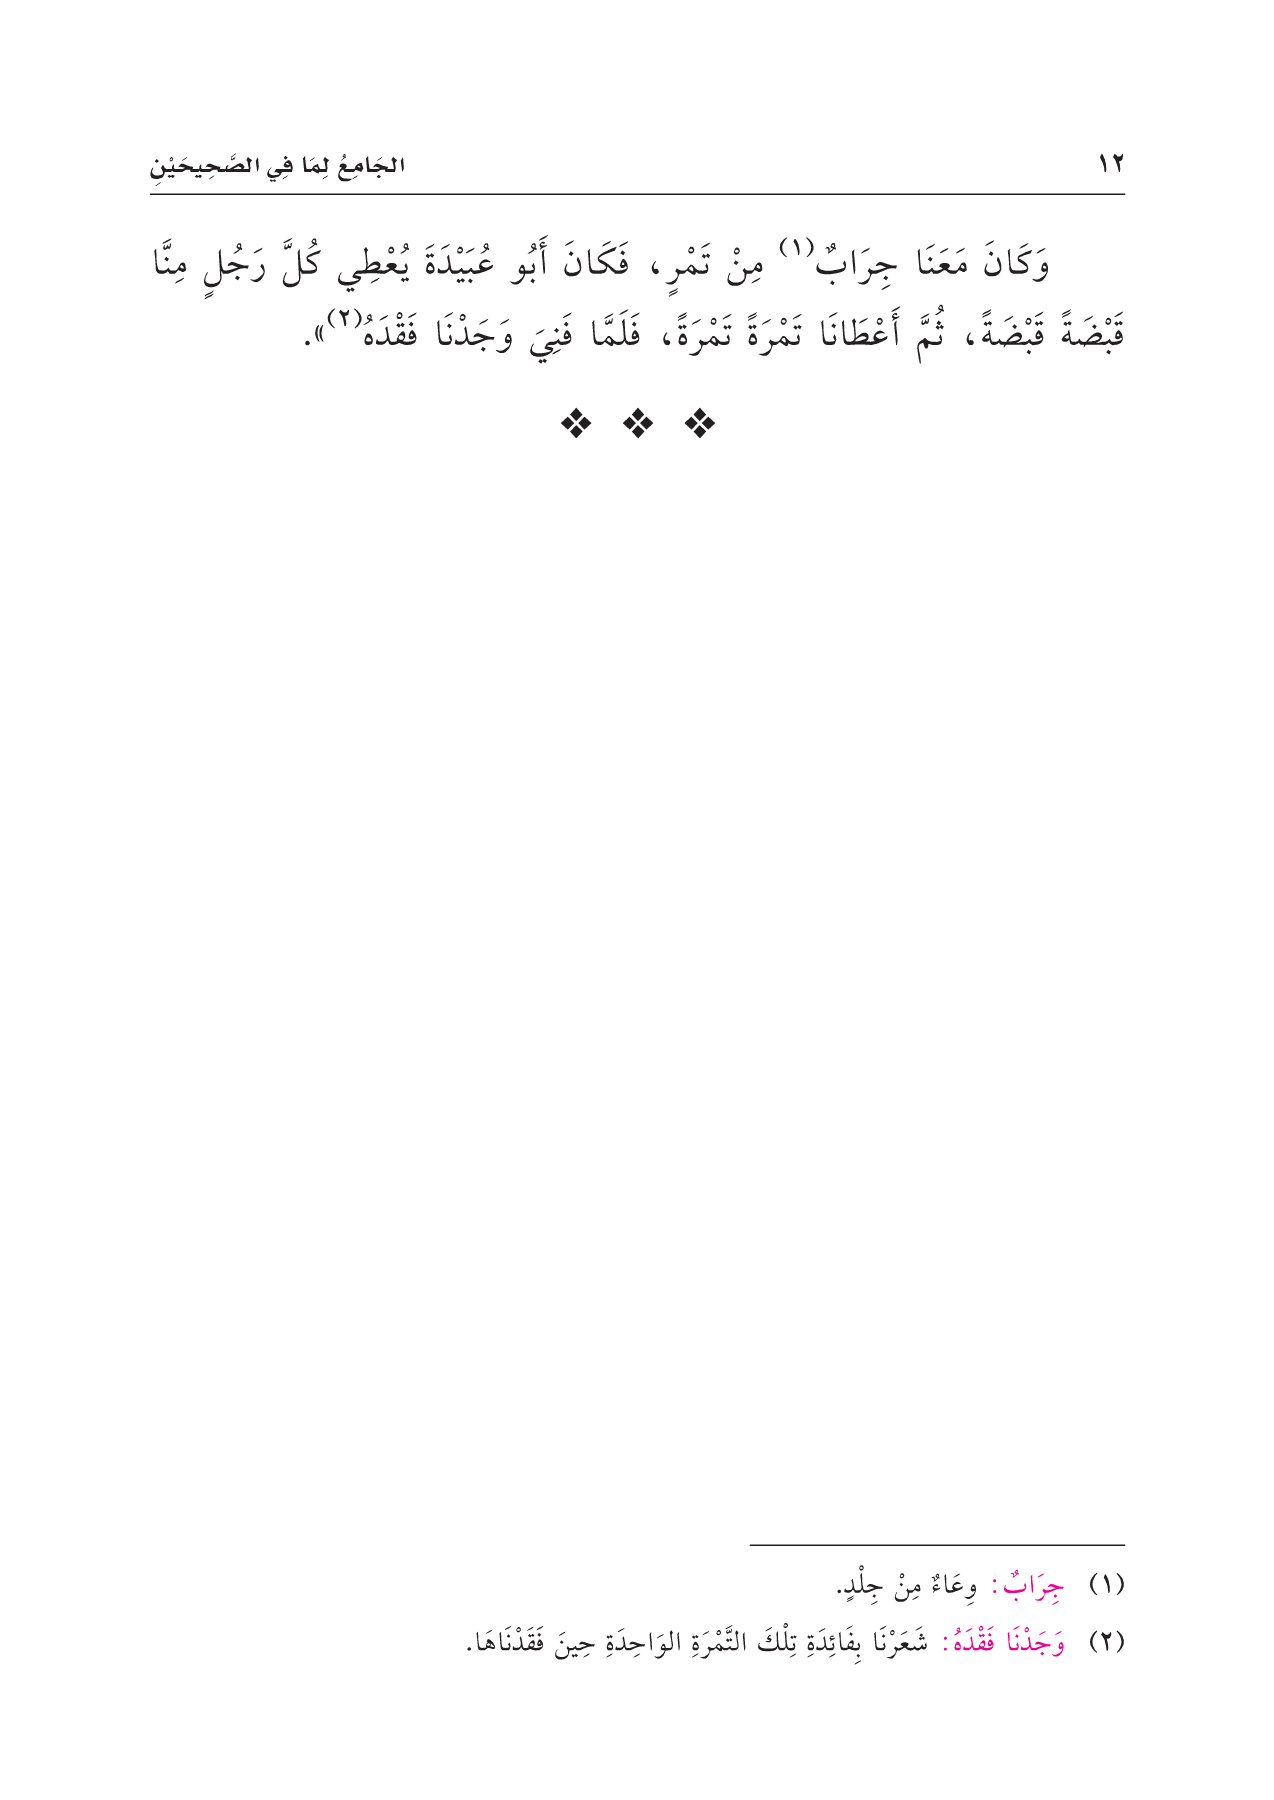 ١٢ الجَامِعُ لِمَا فِي الصَّحِيحَيْنِ
وَكَانَ مَعَنَا جِرَابٌ(١) مِنْ تَمْرٍ، فَكَانَ أَبُو عُبَيْدَةَ يُعْطِي كُلَّ رَجُلٍ مِنَّا
قَبْضَةً قَبْضَةً، ثُمَّ أَعْطَانَا تَمْرَةً تَمْرَةً، فَلَمَّا فَنِيَ وَجَدْنَا فَقْدَهُ(٢)».
(١) جِرَابٌ: وِعَاءٌ مِنْ جِلْدٍ.
(٢) وَجَدْنَا فَقْدَهُ: شَعَرْنَا بِفَائِدَةِ تِلْكَ التَّمْرَةِ الوَاحِدَةِ حِينَ فَقَدْنَاهَا.